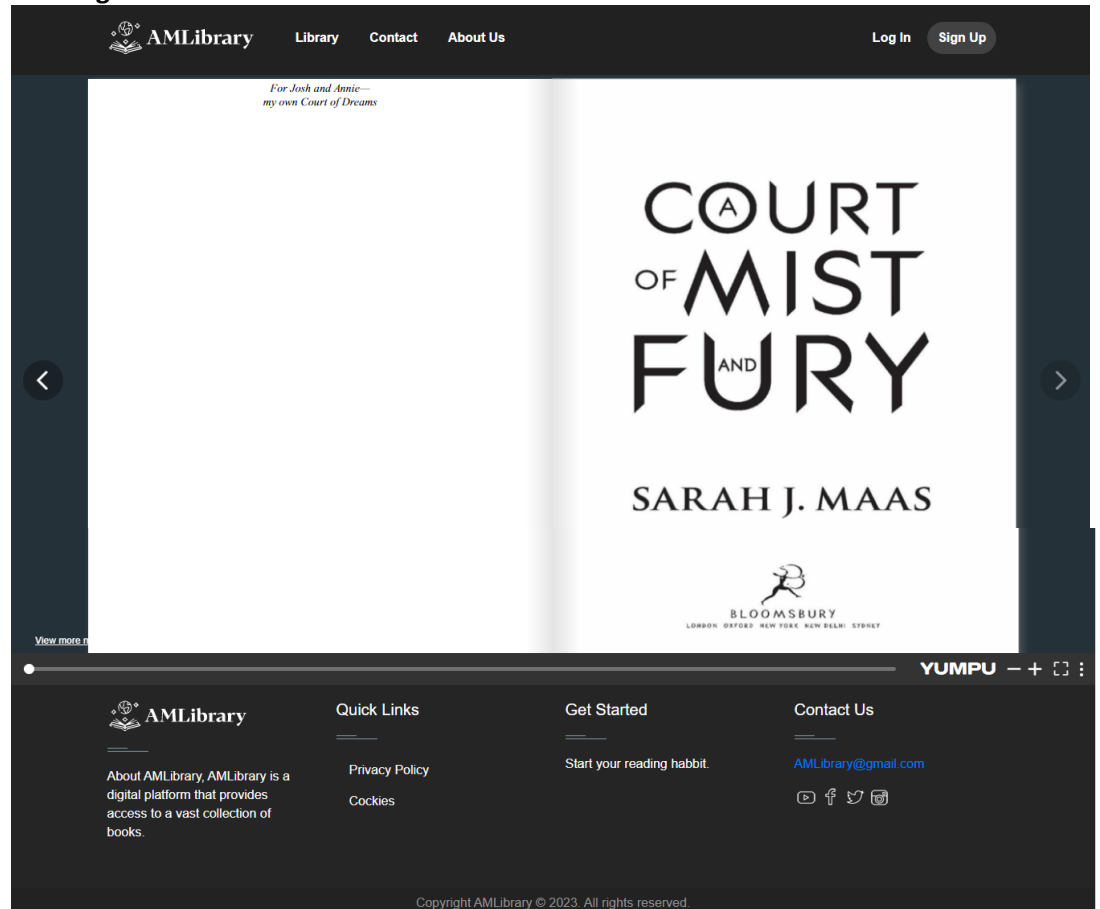 AMLibrary
Library
Contact
About Us
Log In
Sign Up
For Josh and Annie—
my own Court of Dreams
A
COURT
OF MIST
AND
FURY
SARAH J. MAAS
BLOOMSBURY
LONDON OXFORD NEW YORK NEW DELHI SYDNEY
View more
YUMPU
AMLibrary
About AMLibrary, AMLibrary is a
digital platform that provides
access to a vast collection of
books.
Quick Links
Privacy Policy
Cockies
Get Started
Start your reading habbit.
Contact Us
AMLibrary@gmail.com
Copyright AMLibrary © 2023. All rights reserved.